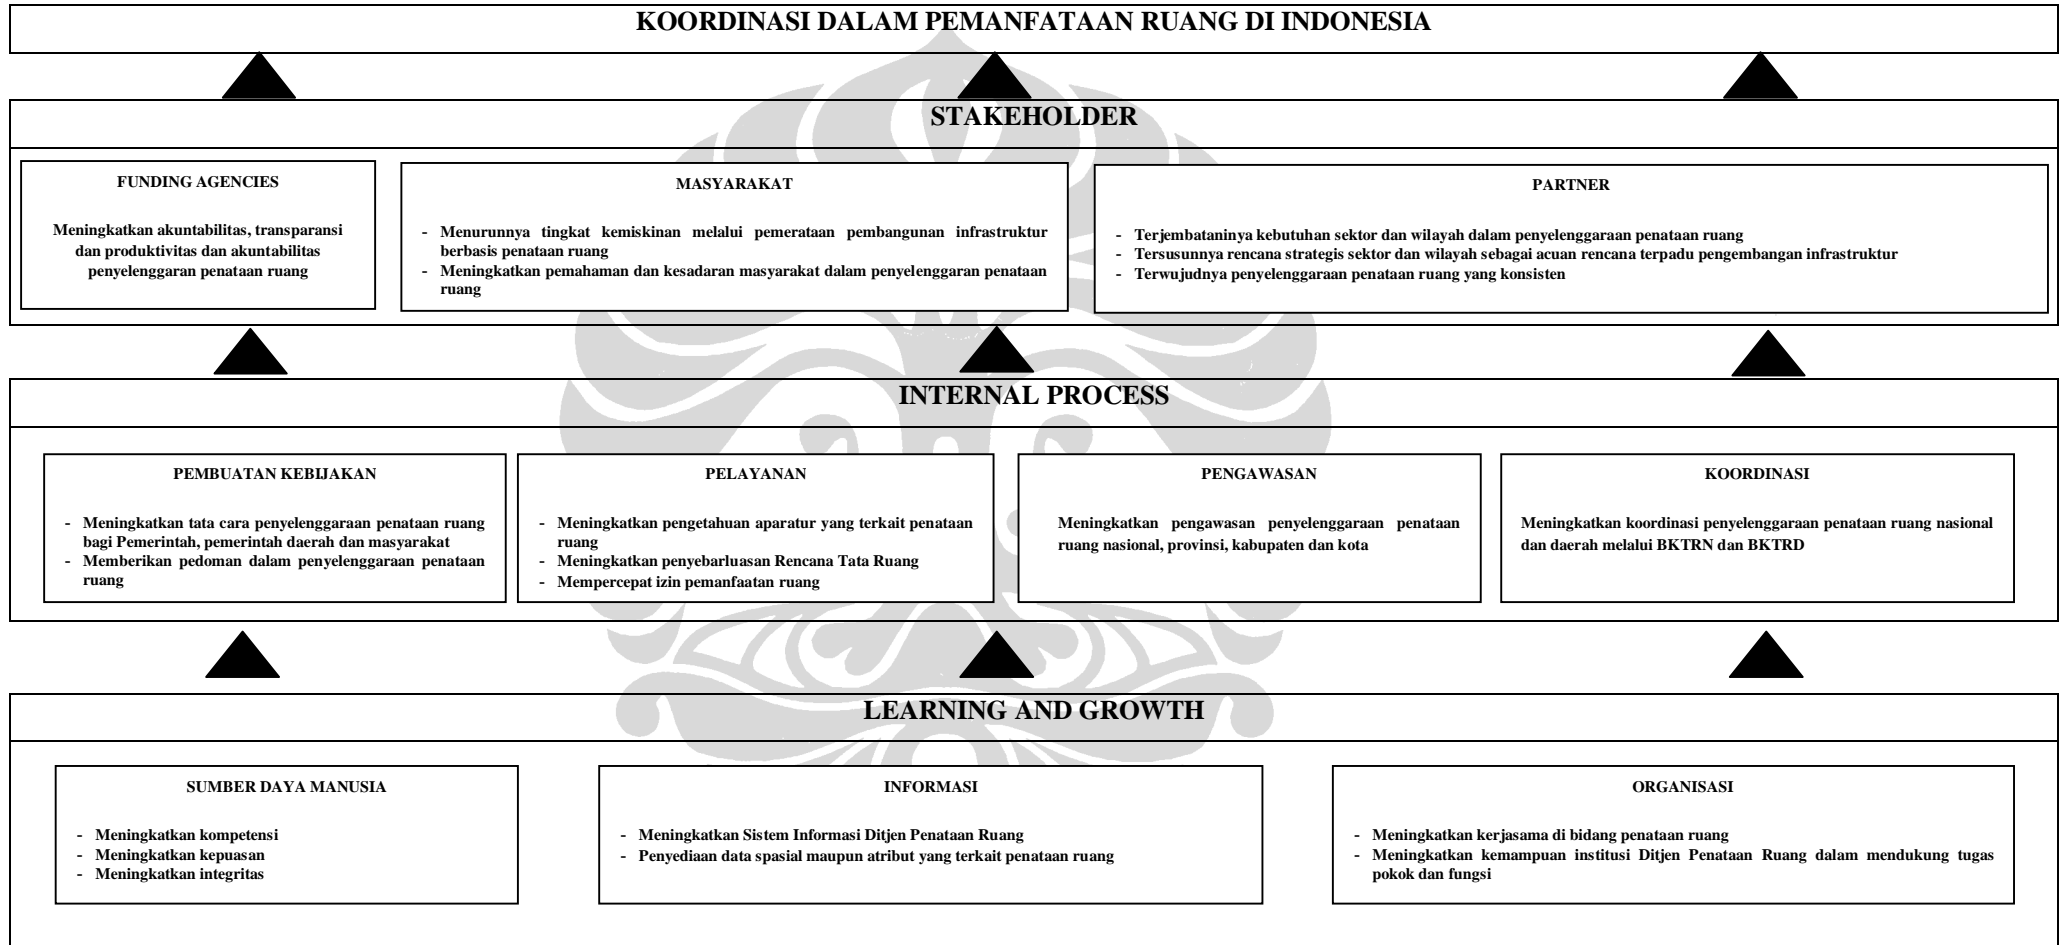 KOORDINASI DALAM PEMANFATAAN RUANG DI INDONESIA
STAKEHOLDER
FUNDING AGENCIES
Meningkatkan akuntabilitas, transparansi
dan produktivitas dan akuntabilitas
penyelenggaran penataan ruang
MASYARAKAT
- Menurunnya tingkat kemiskinan melalui pemerataan pembangunan infrastruktur
berbasis penataan ruang
- Meningkatkan pemahaman dan kesadaran masyarakat dalam penyelenggaran penataan
ruang
PARTNER
- Terjembataninya kebutuhan sektor dan wilayah dalam penyelenggaraan penataan ruang
- Tersusunnya rencana strategis sektor dan wilayah sebagai acuan rencana terpadu pengembangan infrastruktur
- Terwujudnya penyelenggaraan penataan ruang yang konsisten
INTERNAL PROCESS
PEMBUATAN KEBIJAKAN
- Meningkatkan tata cara penyelenggaraan penataan ruang
bagi Pemerintah, pemerintah daerah dan masyarakat
- Memberikan pedoman dalam penyelenggaraan penataan
ruang
PELAYANAN
- Meningkatkan pengetahuan aparatur yang terkait penataan
ruang
- Meningkatkan penyebarluasan Rencana Tata Ruang
- Mempercepat izin pemanfaatan ruang
PENGAWASAN
Meningkatkan pengawasan penyelenggaraan penataan
ruang nasional, provinsi, kabupaten dan kota
KOORDINASI
Meningkatkan koordinasi penyelenggaraan penataan ruang nasional
dan daerah melalui BKTRN dan BKTRD
LEARNING AND GROWTH
SUMBER DAYA MANUSIA
- Meningkatkan kompetensi
- Meningkatkan kepuasan
- Meningkatkan integritas
INFORMASI
- Meningkatkan Sistem Informasi Ditjen Penataan Ruang
- Penyediaan data spasial maupun atribut yang terkait penataan ruang
ORGANISASI
- Meningkatkan kerjasama di bidang penataan ruang
- Meningkatkan kemampuan institusi Ditjen Penataan Ruang dalam mendukung tugas
pokok dan fungsi